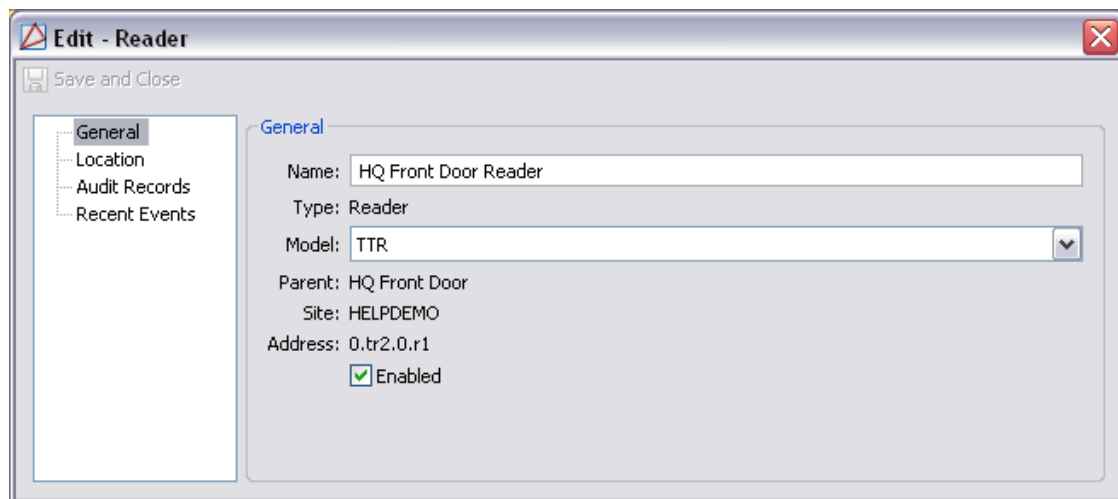 Edit - Reader
Save and Close
General
Location
Audit Records
Recent Events
General
Name: HQ Front Door Reader
Type: Reader
Model: TTR
Parent: HQ Front Door
Site: HELPDEMO
Address: 0.tr2.0.r1
Enabled